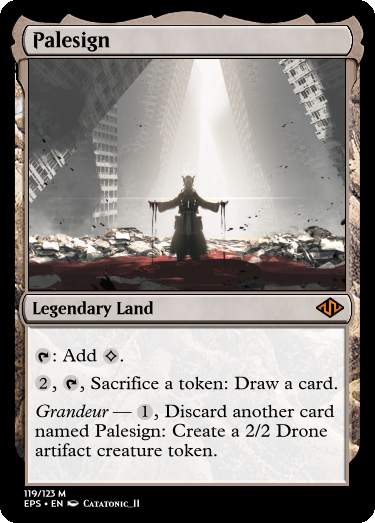 Palesign
Legendary Land
: Add .
2, , Sacrifice a token: Draw a card.
Grandeur — 1, Discard another card
named Palesign: Create a 2/2 Drone
artifact creature token.
119/123 M
EPS • EN Catatonic_II